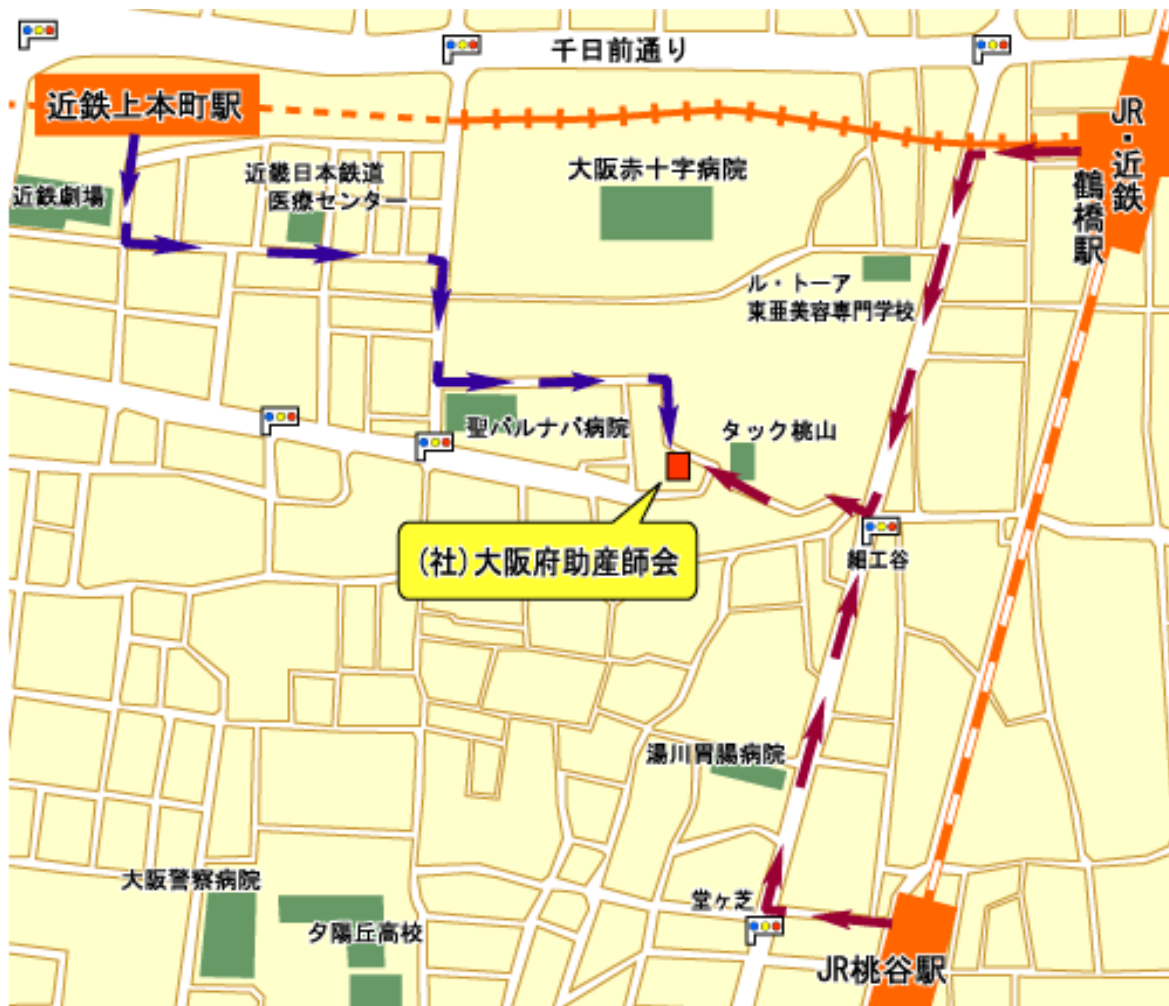 千日前通り
近鉄上本町駅
JR・近鉄
鶴橋駅
近鉄劇場
近畿日本鉄道
医療センター
大阪赤十字病院
ル・トーア
東亜美容専門学校
聖バルナバ病院
タック桃山
(社)大阪府助産師会
細工谷
湯川胃腸病院
大阪警察病院
夕陽丘高校
堂ヶ芝
JR桃谷駅